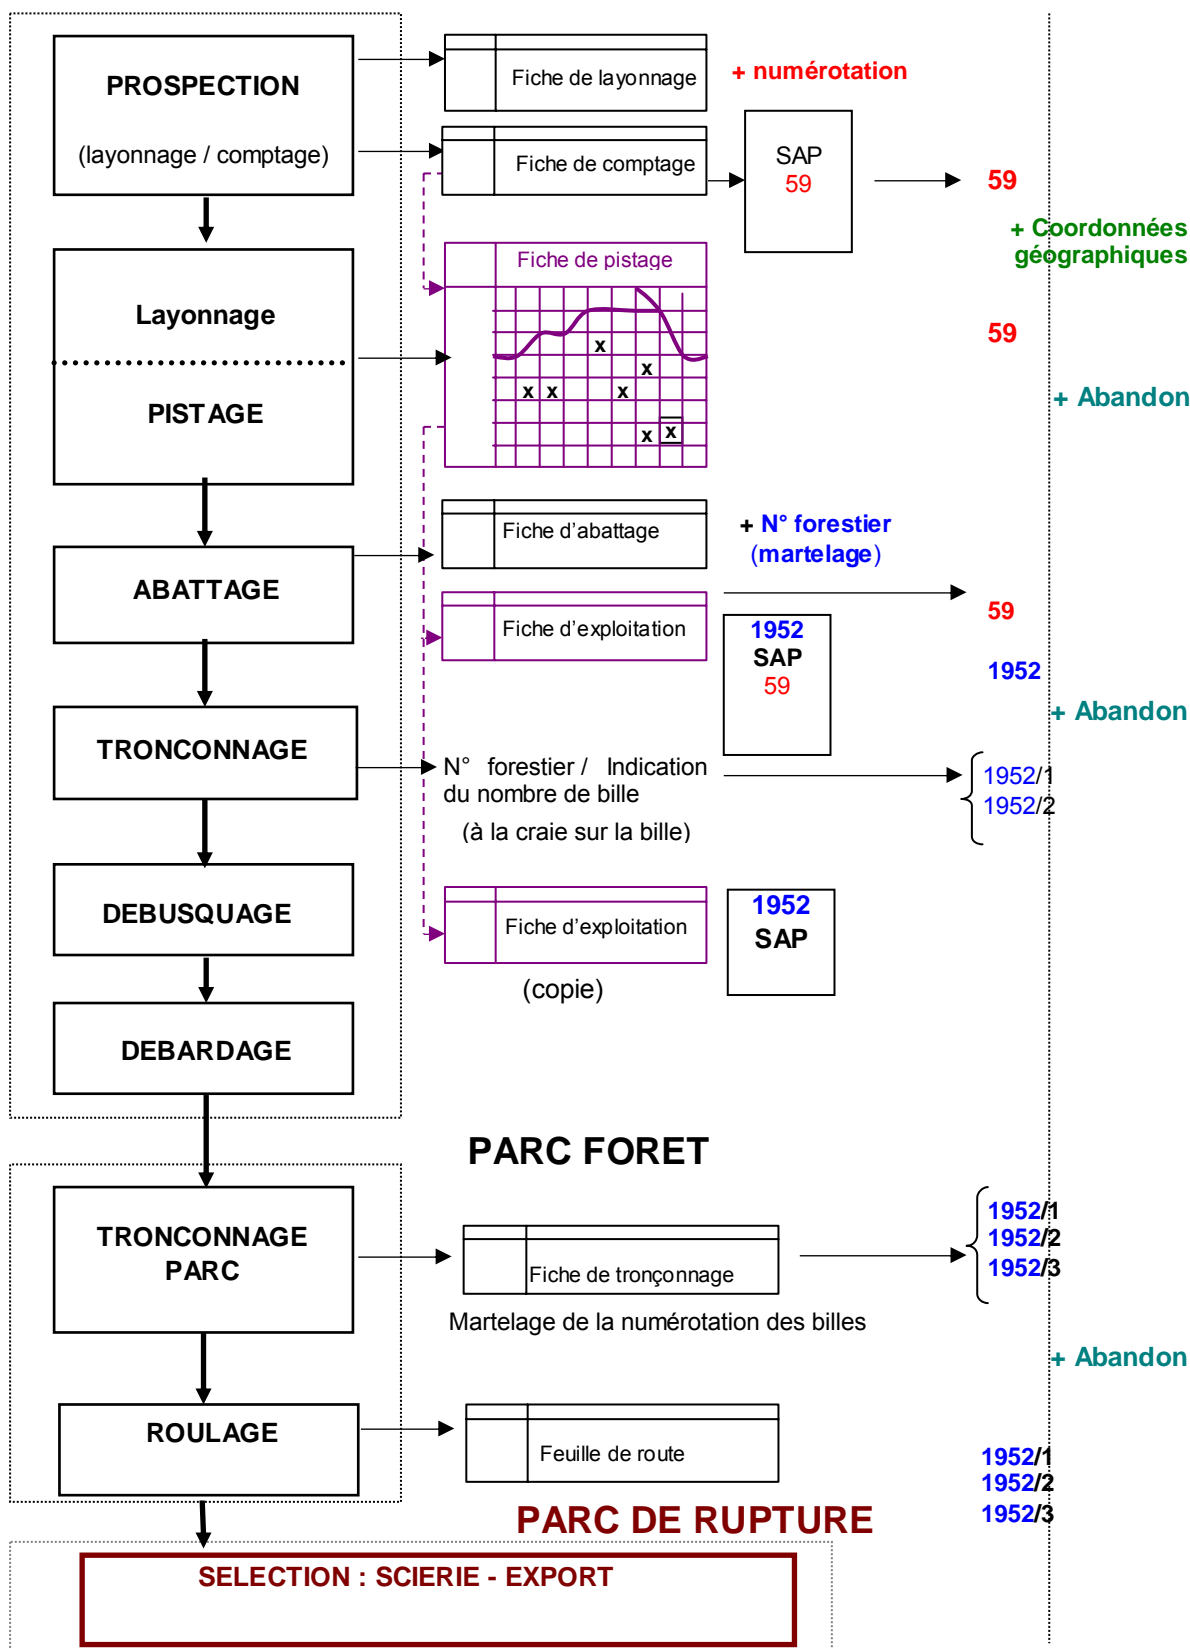 PROSPECTION
(layonnage / comptage)
Fiche de layonnage
+ numérotation
Fiche de comptage
SAP
59
59
+ Coordonnées
géographiques
Layonnage
PISTAGE
Fiche de pistage
x
x
x x x
x x
59
+ Abandon
ABATTAGE
Fiche d'abattage
+ N° forestier
(martelage)
Fiche d'exploitation
1952
SAP
59
59
1952
+ Abandon
TRONCONNAGE
N° forestier / Indication
du nombre de bille
(à la craie sur la bille)
1952/1
1952/2
DEBUSQUAGE
Fiche d'exploitation
(copie)
1952
SAP
DEBARDAGE
PARC FORET
TRONCONNAGE
PARC
Fiche de tronçonnage
Martelage de la numérotation des billes
1952/1
1952/2
1952/3
+ Abandon
ROULAGE
Feuille de route
1952/1
1952/2
1952/3
PARC DE RUPTURE
SELECTION : SCIERIE - EXPORT